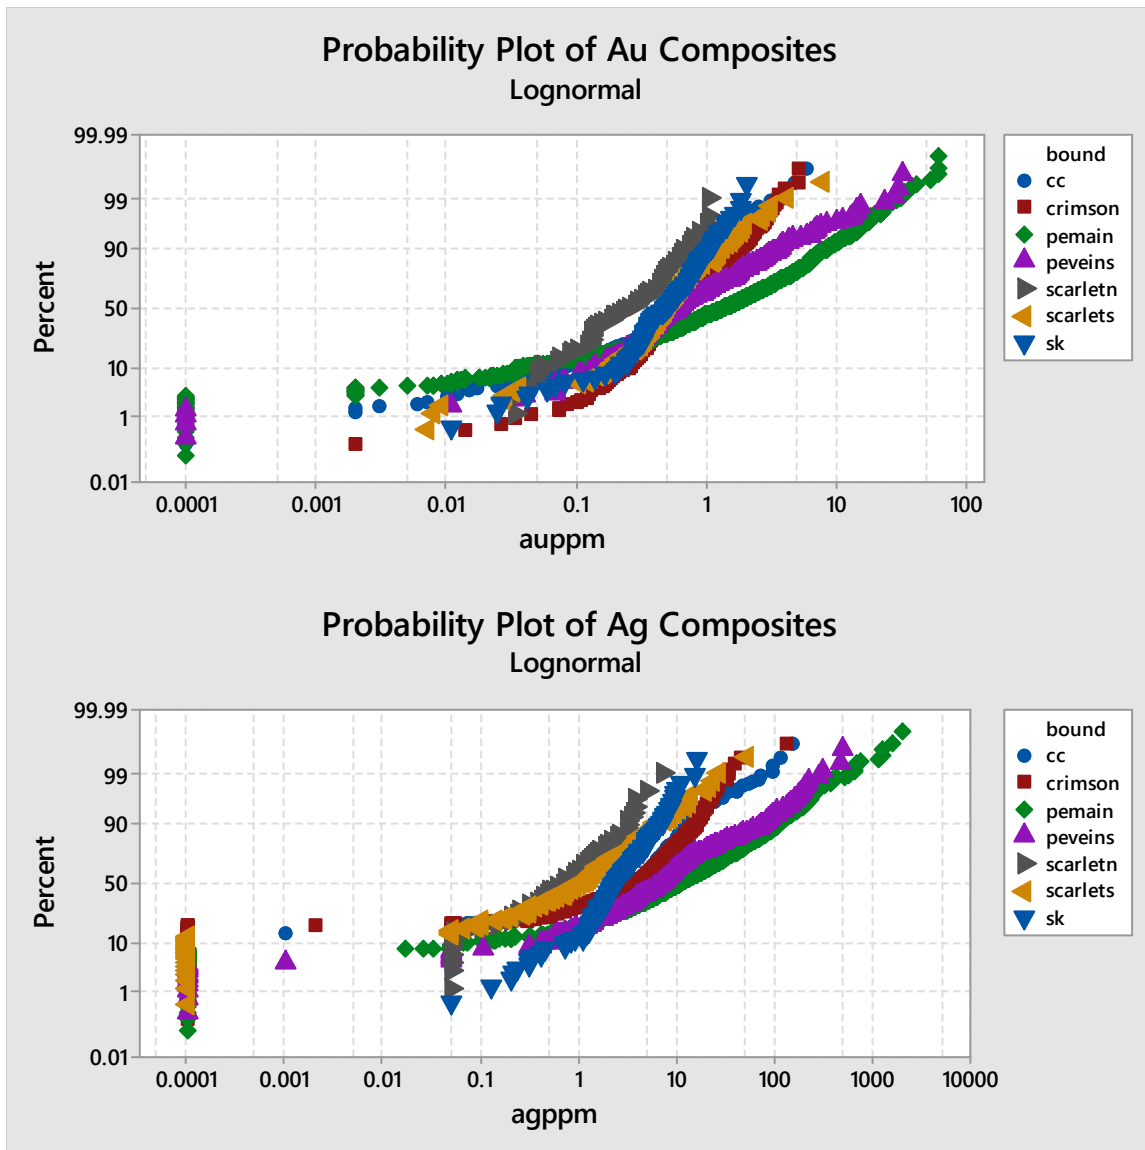 Probability Plot of Au Composites
Lognormal
99.99
99
90
50
10
1
0.01
Percent
0.0001
0.001
0.01
0.1
1
10
100
auppm
bound
cc
crimson
pemain
peveins
scarletn
scarlets
sk
Probability Plot of Ag Composites
Lognormal
99.99
99
90
50
10
1
0.01
Percent
0.0001
0.001
0.01
0.1
1
10
100
1000
10000
agppm
bound
cc
crimson
pemain
peveins
scarletn
scarlets
sk